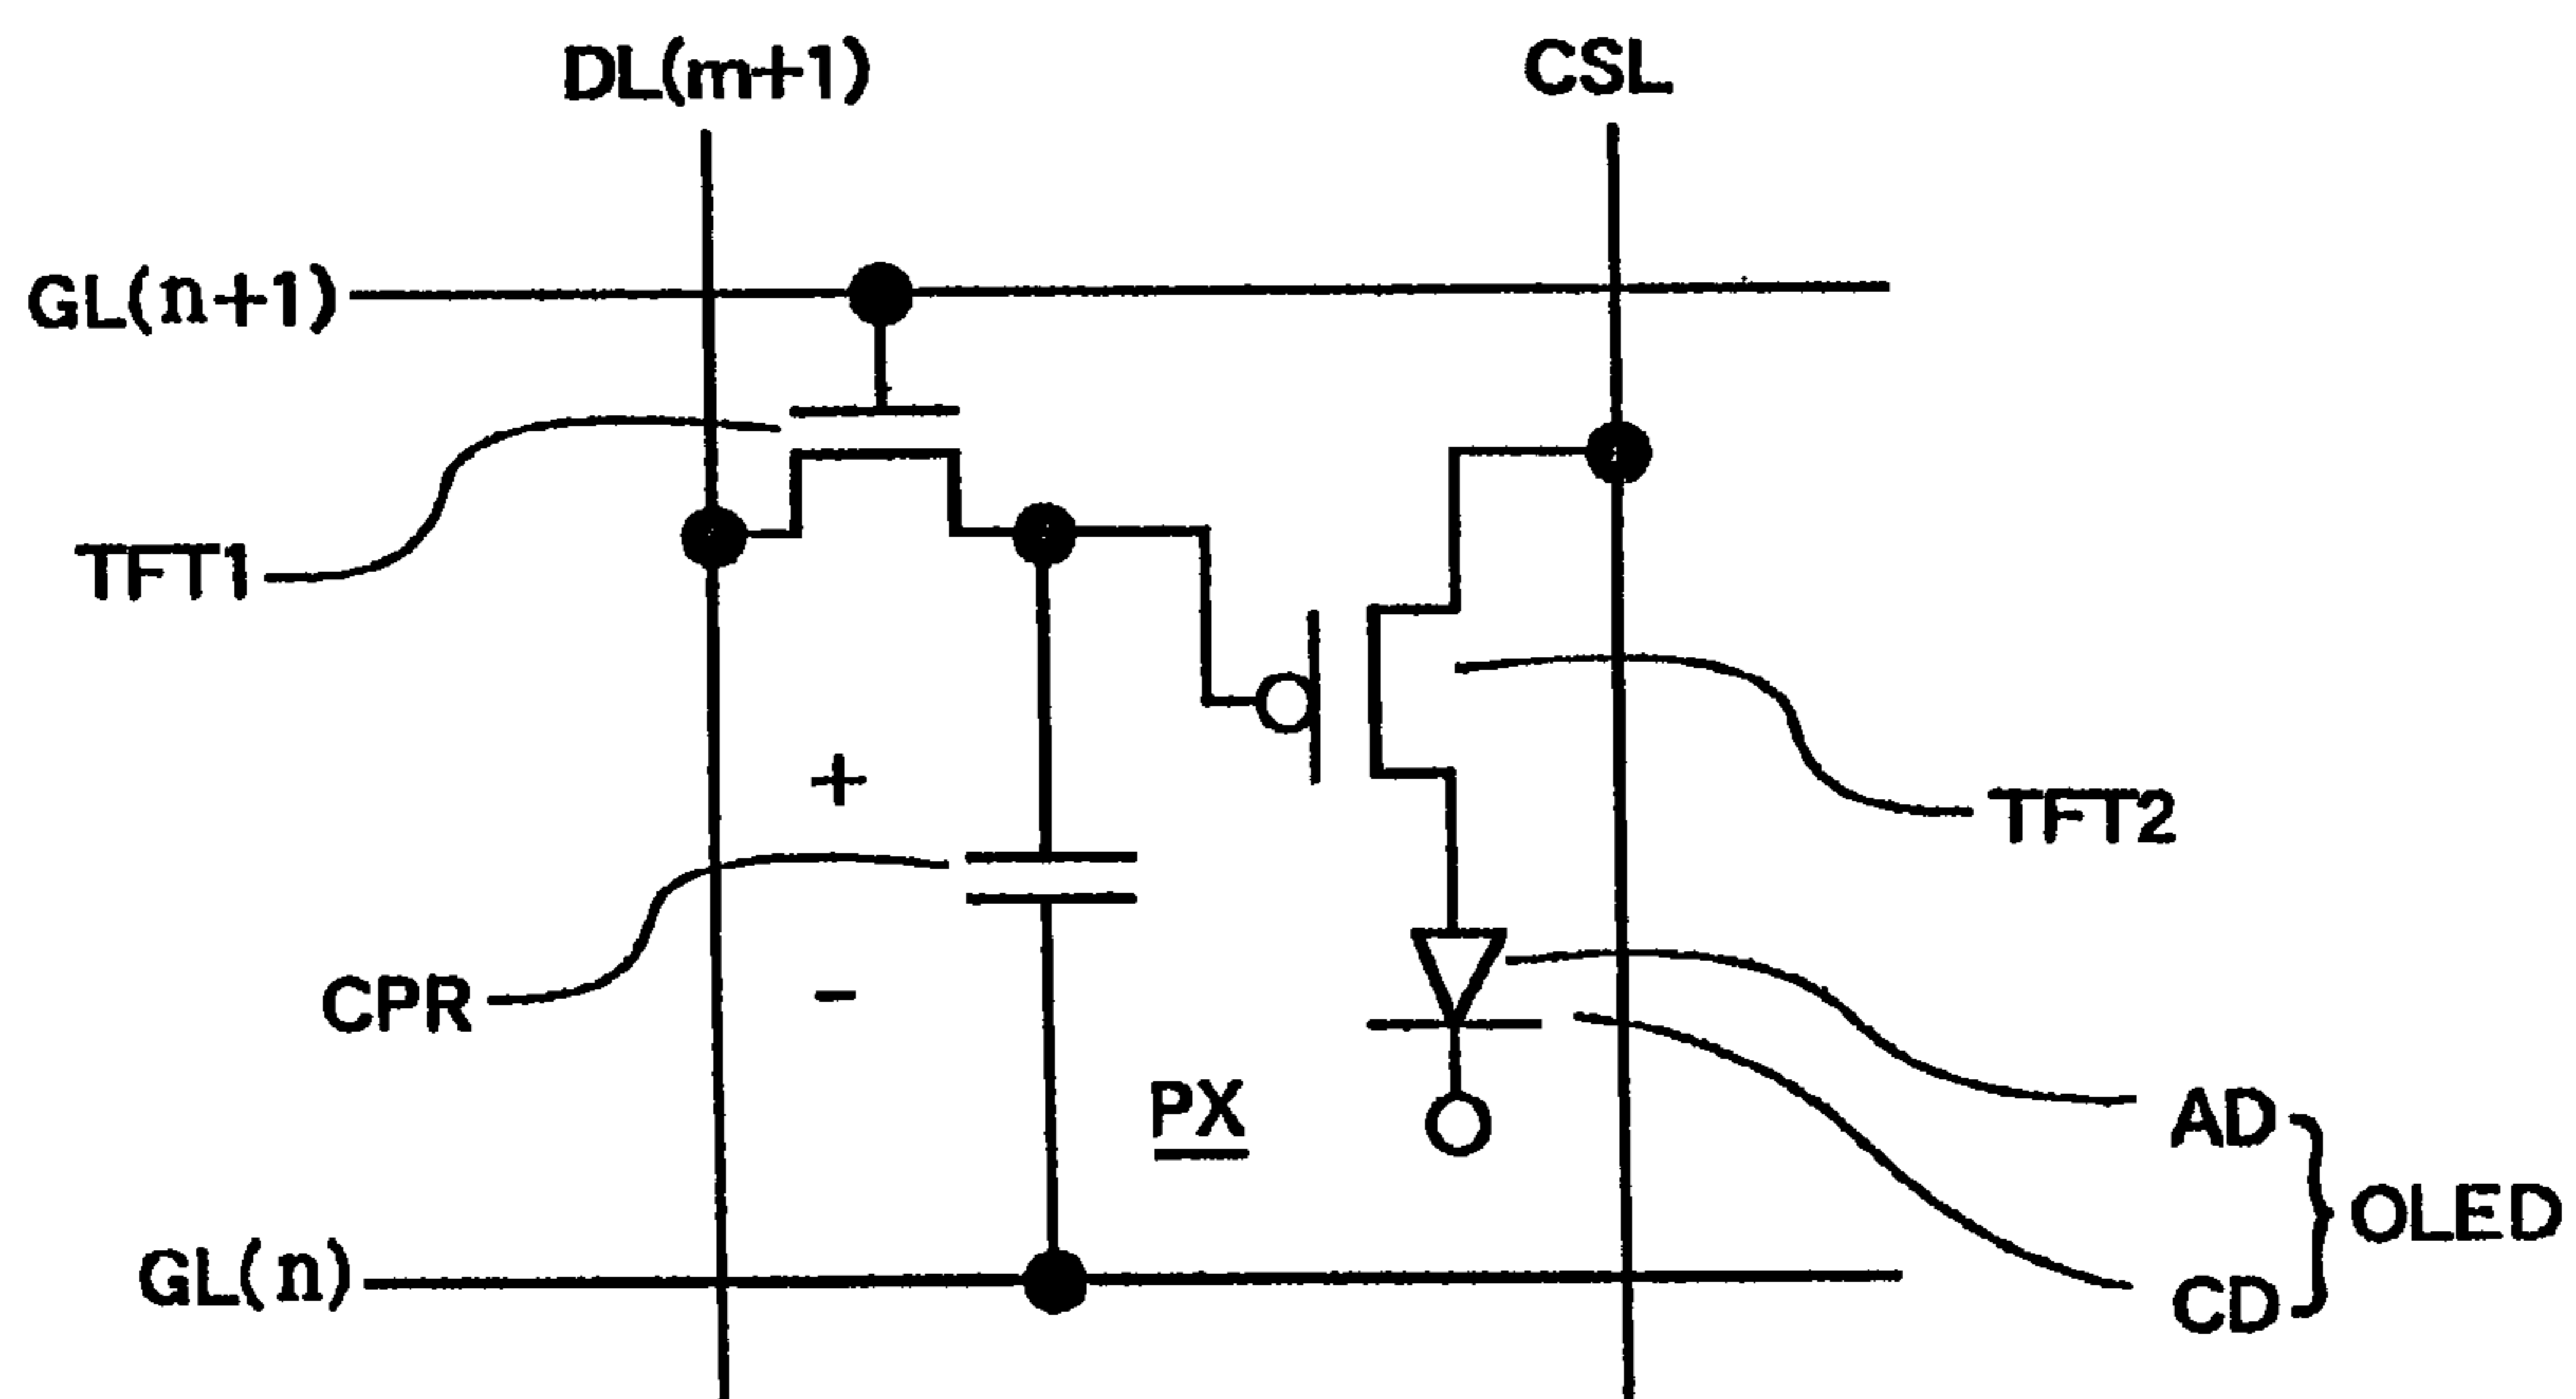 DL(m+1)
CSL
GL(n+1)
TFT1
TFT2
+
CPR
-
PX
AD
OLED
GL(n)
CD